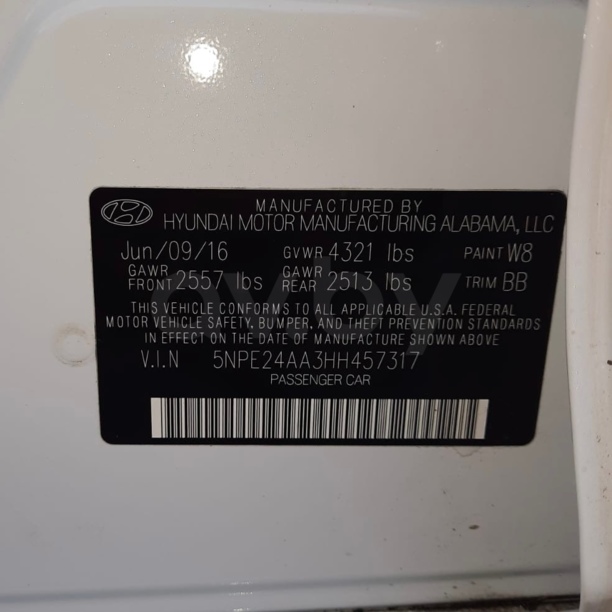 MANUFACTURED BY
HYUNDAI MOTOR MANUFACTURING ALABAMA, LLC
Jun/09/16 GVWR 4321 lbs PAINT W8
GAWR FRONT 2557 lbs GAWR REAR 2513 lbs TRIM BB
THIS VEHICLE CONFORMS TO ALL APPLICABLE U.S.A. FEDERAL
MOTOR VEHICLE SAFETY, BUMPER, AND THEFT PREVENTION STANDARDS
IN EFFECT ON THE DATE OF MANUFACTURE SHOWN ABOVE
V.I.N 5NPE24AA3HH457317
PASSENGER CAR
ovby